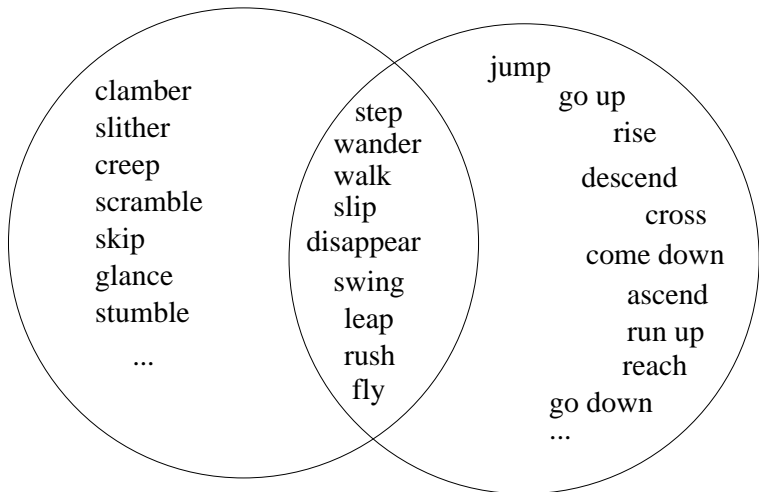 clamber
slither
creep
scramble
skip
glance
stumble
...
step
wander
walk
slip
disappear
swing
leap
rush
fly
jump
go up
rise
descend
cross
come down
ascend
run up
reach
go down
...